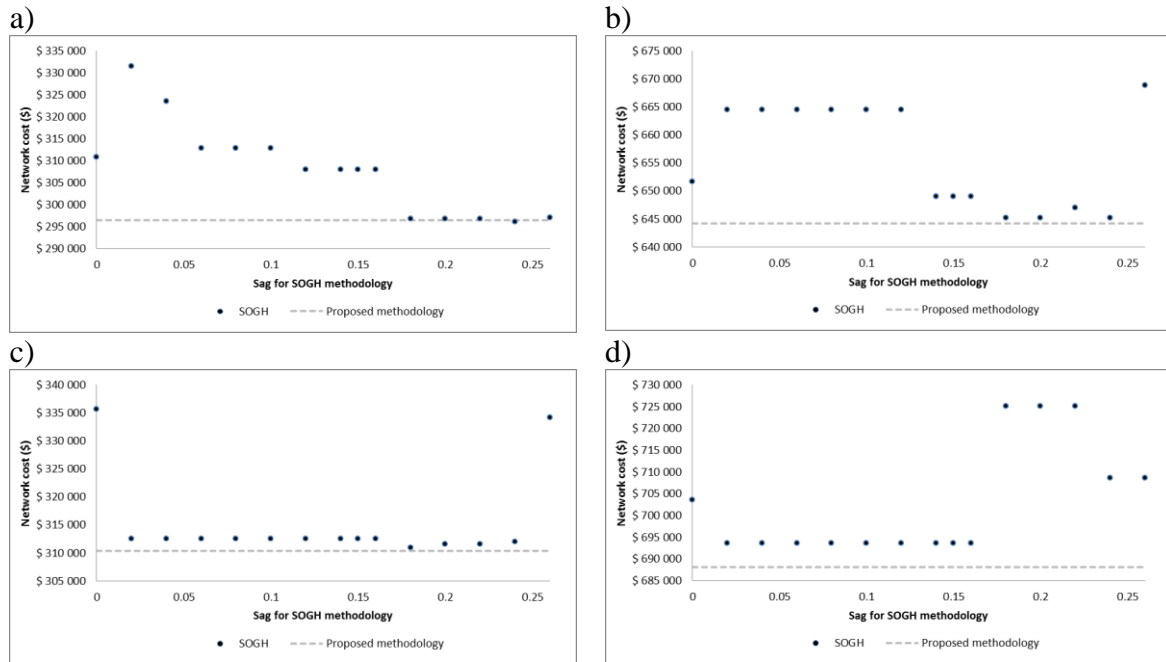 a)
Network cost ($)
$ 335 000
$ 330 000
$ 325 000
$ 320 000
$ 315 000
$ 310 000
$ 305 000
$ 300 000
$ 295 000
$ 290 000
0 0.05 0.1 0.15 0.2 0.25
Sag for SOGH methodology
SOGH Proposed methodology
b)
Network cost ($)
$ 675 000
$ 670 000
$ 665 000
$ 660 000
$ 655 000
$ 650 000
$ 645 000
$ 640 000
0 0.05 0.1 0.15 0.2 0.25
Sag for SOGH methodology
SOGH Proposed methodology
c)
Network cost ($)
$ 340 000
$ 335 000
$ 330 000
$ 325 000
$ 320 000
$ 315 000
$ 310 000
$ 305 000
0 0.05 0.1 0.15 0.2 0.25
Sag for SOGH methodology
SOGH Proposed methodology
d)
Network cost ($)
$ 730 000
$ 725 000
$ 720 000
$ 715 000
$ 710 000
$ 705 000
$ 700 000
$ 695 000
$ 690 000
$ 685 000
0 0.05 0.1 0.15 0.2 0.25
Sag for SOGH methodology
SOGH Proposed methodology